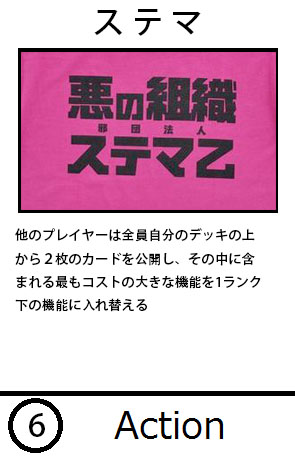 ステマ
悪の組織
邪団法人
ステマ乙
他のプレイヤーは全員自分のデッキの上
から２枚のカードを公開し、その中に含
まれる最もコストの大きな機能を1ランク
下の機能に入れ替える
6 Action